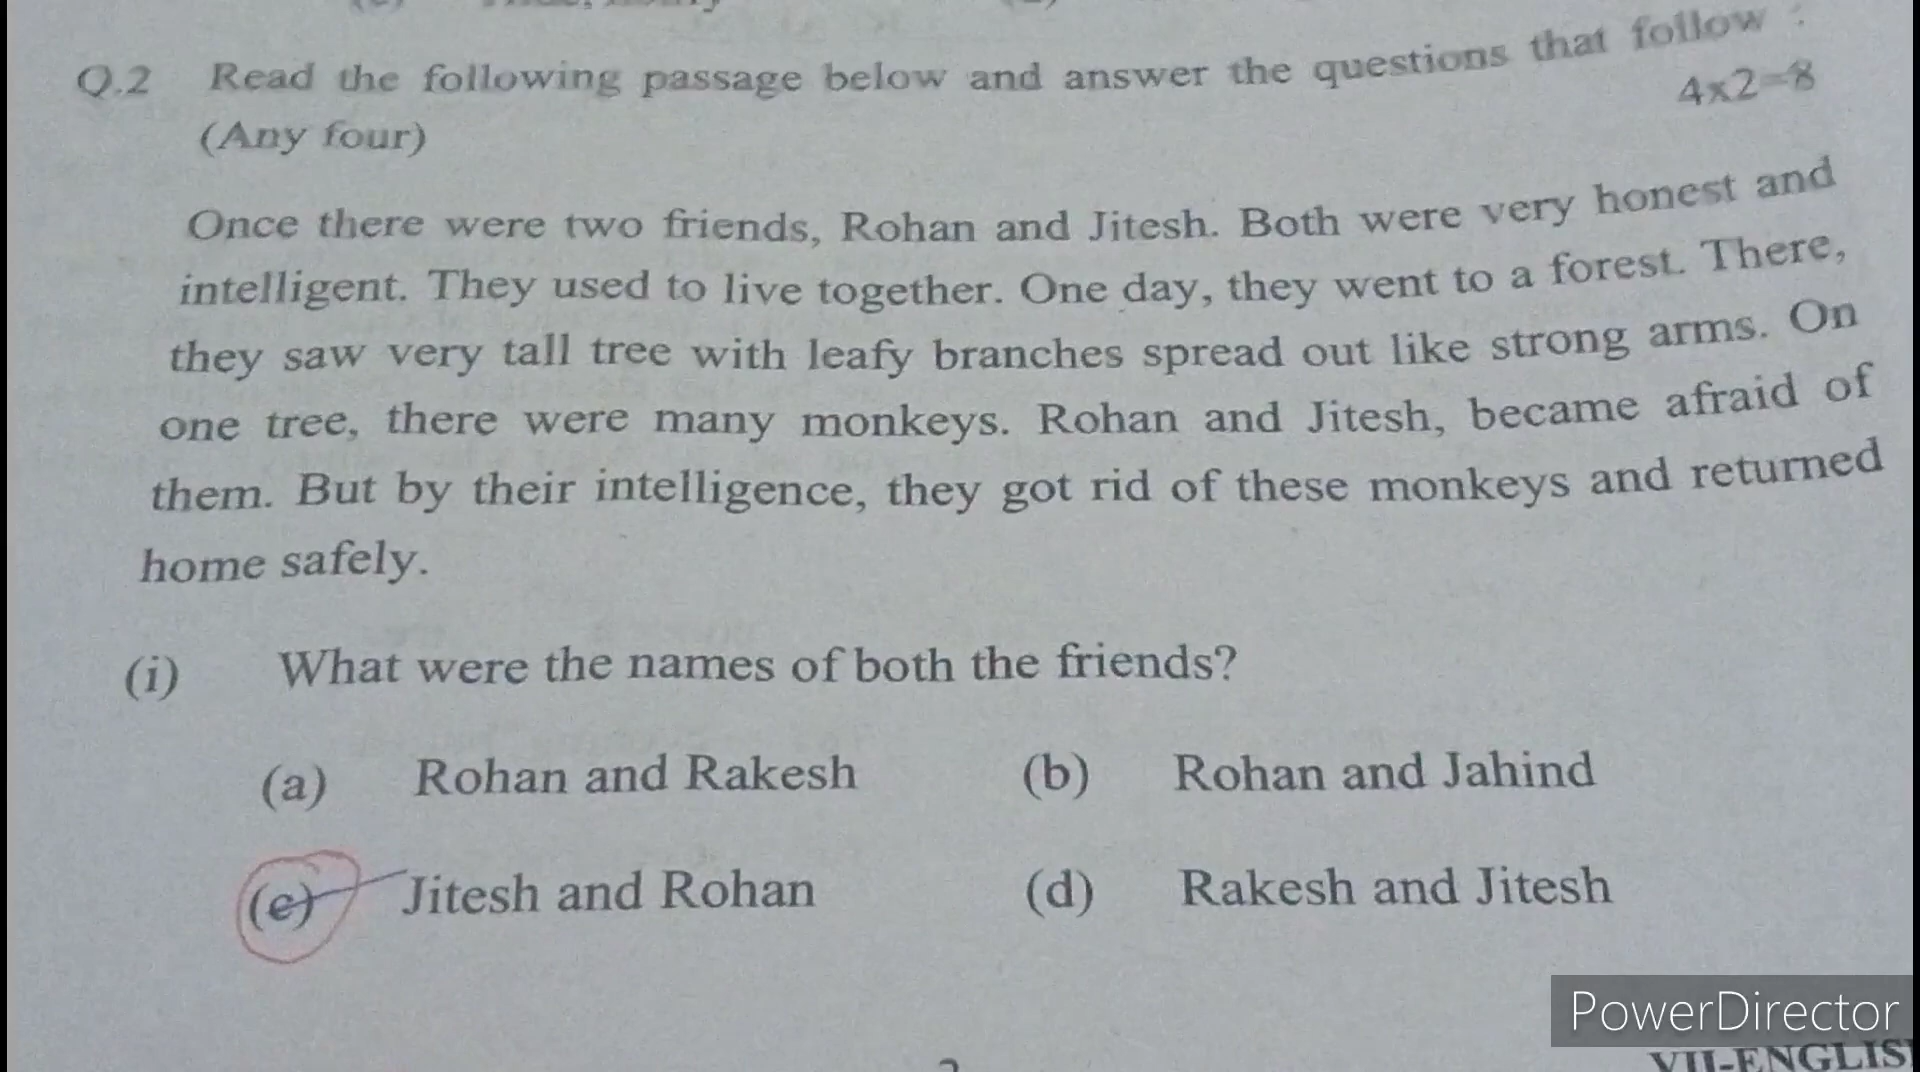 Q.2 Read the following passage below and answer the questions that follow :
4x2=8
(Any four)
Once there were two friends, Rohan and Jitesh. Both were very honest and
intelligent. They used to live together. One day, they went to a forest. There,
they saw very tall tree with leafy branches spread out like strong arms. On
one tree, there were many monkeys. Rohan and Jitesh, became afraid of
them. But by their intelligence, they got rid of these monkeys and returned
home safely.
(i) What were the names of both the friends?
(a) Rohan and Rakesh (b) Rohan and Jahind
(c) Jitesh and Rohan (d) Rakesh and Jitesh
PowerDirector
VII-ENGLIS